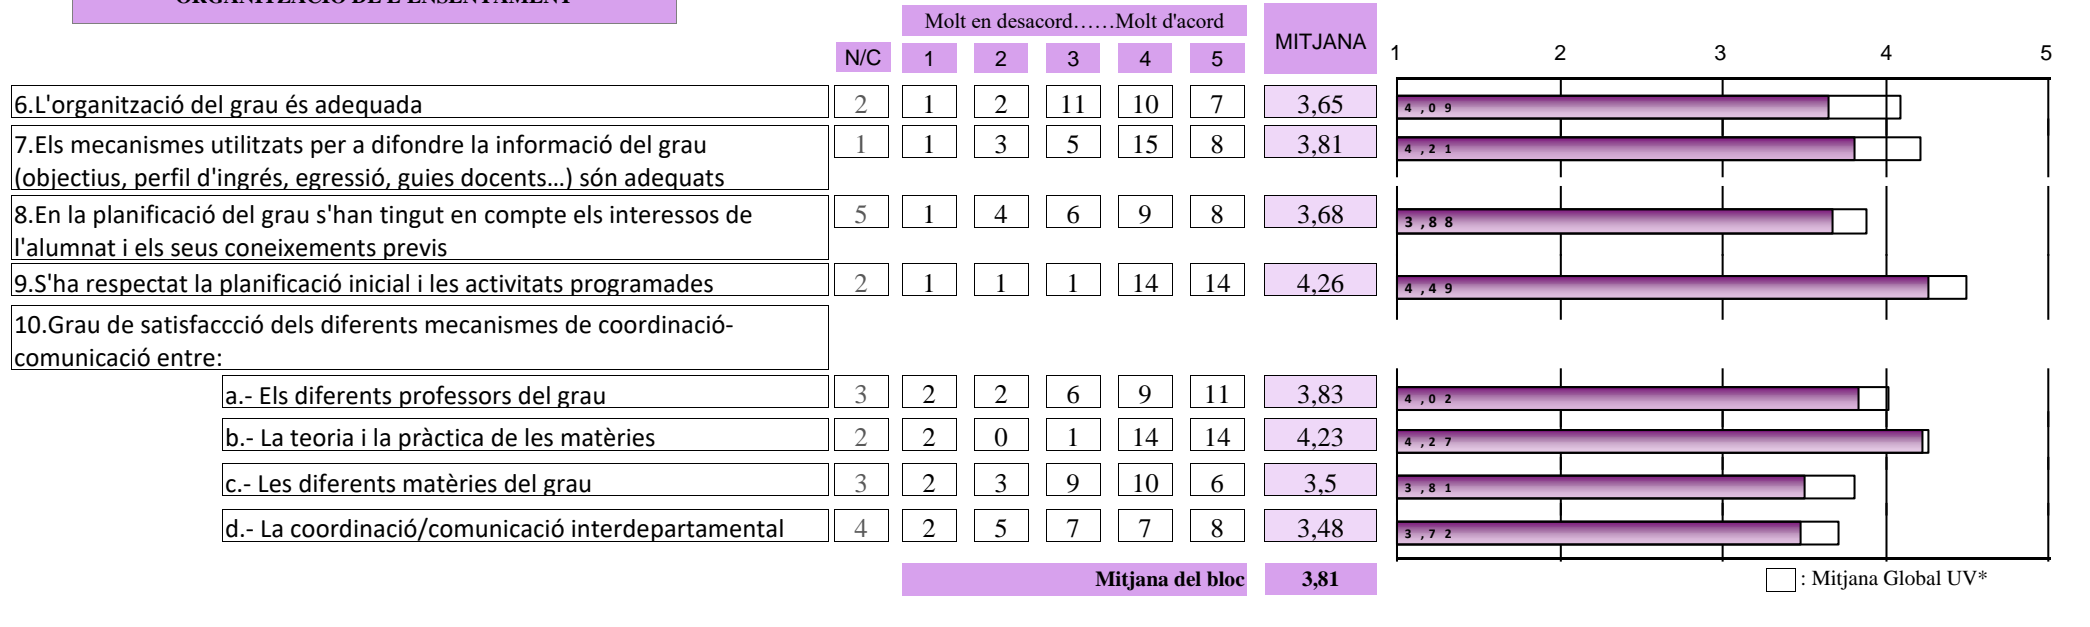 Molt en desacord……Molt d'acord
MITJANA
N/C 1 2 3 4 5
1 2 3 4 5
6.L'organització del grau és adequada 2 1 2 11 10 7 3,65 4,09
7.Els mecanismes utilitzats per a difondre la informació del grau 1 1 3 5 15 8 3,81 4,21
(objectius, perfil d'ingrés, egressió, guies docents…) són adequats
8.En la planificació del grau s'han tingut en compte els interessos de 5 1 4 6 9 8 3,68 3,88
l'alumnat i els seus coneixements previs
9.S'ha respectat la planificació inicial i les activitats programades 2 1 1 1 14 14 4,26 4,49
10.Grau de satisfaccció dels diferents mecanismes de coordinació-
comunicació entre:
a.- Els diferents professors del grau 3 2 2 6 9 11 3,83 4,02
b.- La teoria i la pràctica de les matèries 2 2 0 1 14 14 4,23 4,27
c.- Les diferents matèries del grau 3 2 3 9 10 6 3,5 3,81
d.- La coordinació/comunicació interdepartamental 4 2 5 7 7 8 3,48 3,72
Mitjana del bloc 3,81
: Mitjana Global UV*